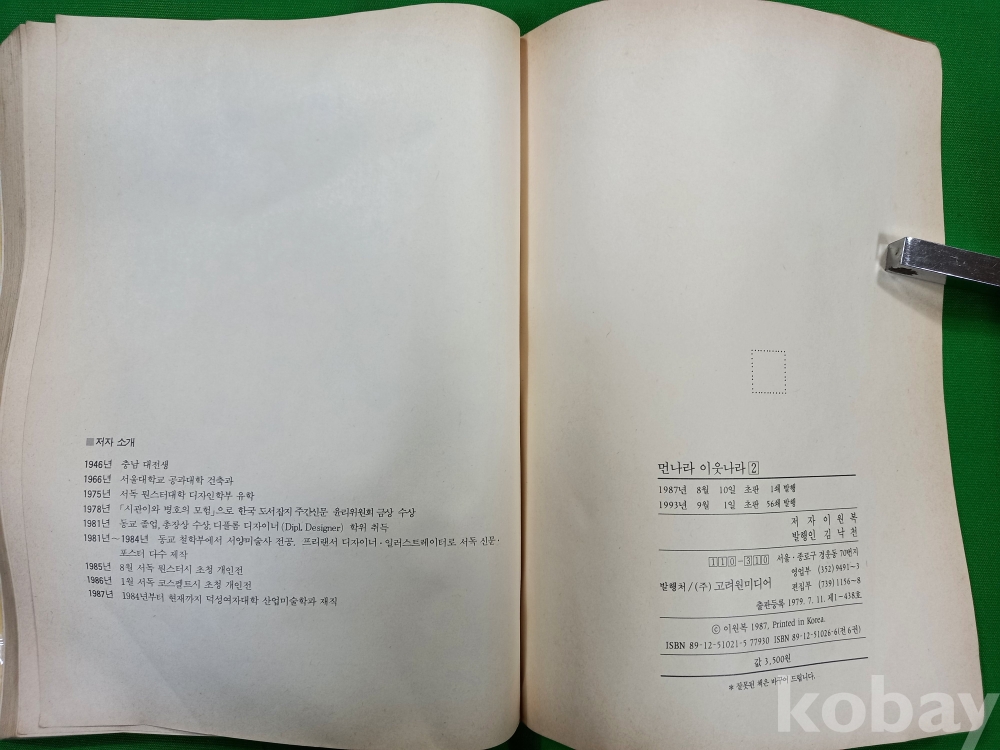 ■저자 소개
1946년 충남 대전생
1966년 서울대학교 공과대학 건축과
1975년 서독 뮌스터대학 디자인학부 유학
1978년 「시관이와 병호의 모험」으로 한국 도서잡지 주간신문 윤리위원회 금상 수상
1981년 동교 졸업, 총장상 수상, 디플롬 디자이너(Dipl. Designer) 학위 취득
1981년~1984년 동교 철학부에서 서양미술사 전공, 프리랜서 디자이너·일러스트레이터로 서독 신문·
포스터 다수 제작
1985년 8월 서독 뮌스터시 초청 개인전
1986년 1월 서독 코스펠트시 초청 개인전
1987년 1984년부터 현재까지 덕성여자대학 산업미술학과 재직
먼나라 이웃나라 2
1987년 8월 10일 초판 1쇄 발행
1993년 9월 1일 초판 56쇄 발행
저 자 이 원 복
발행인 김 낙 천
110-310 서울·종로구 경운동 70번지
영업부 (352) 9491~3
발행처/(주) 고려원미디어 편집부 (739) 1156~8
출판등록 1979. 7. 11. 제1-438호
ⓒ 이원복 1987, Printed in Korea.
ISBN 89-12-51021-5 77930 ISBN 89-12-51026-6(전 6권)
값 3,500원
* 잘못된 책은 바꾸어 드립니다.
kobay